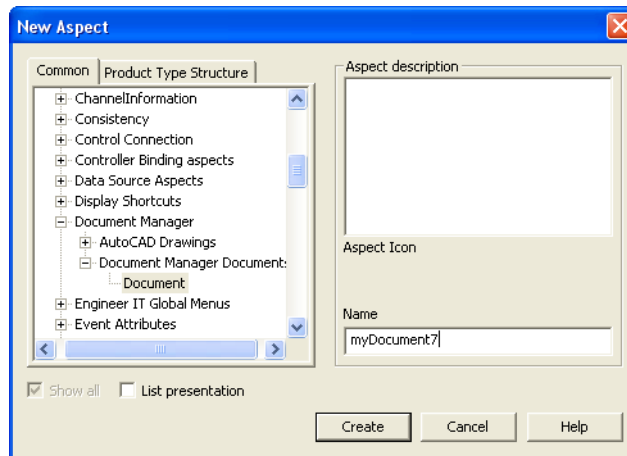 New Aspect
Common
Product Type Structure
ChannelInformation
Consistency
Control Connection
Controller Binding aspects
Data Source Aspects
Display Shortcuts
Document Manager
AutoCAD Drawings
Document Manager Document
Document
Engineer IT Global Menus
Event Attributes
Show all
List presentation
Aspect description
Aspect Icon
Name
myDocument7
Create
Cancel
Help